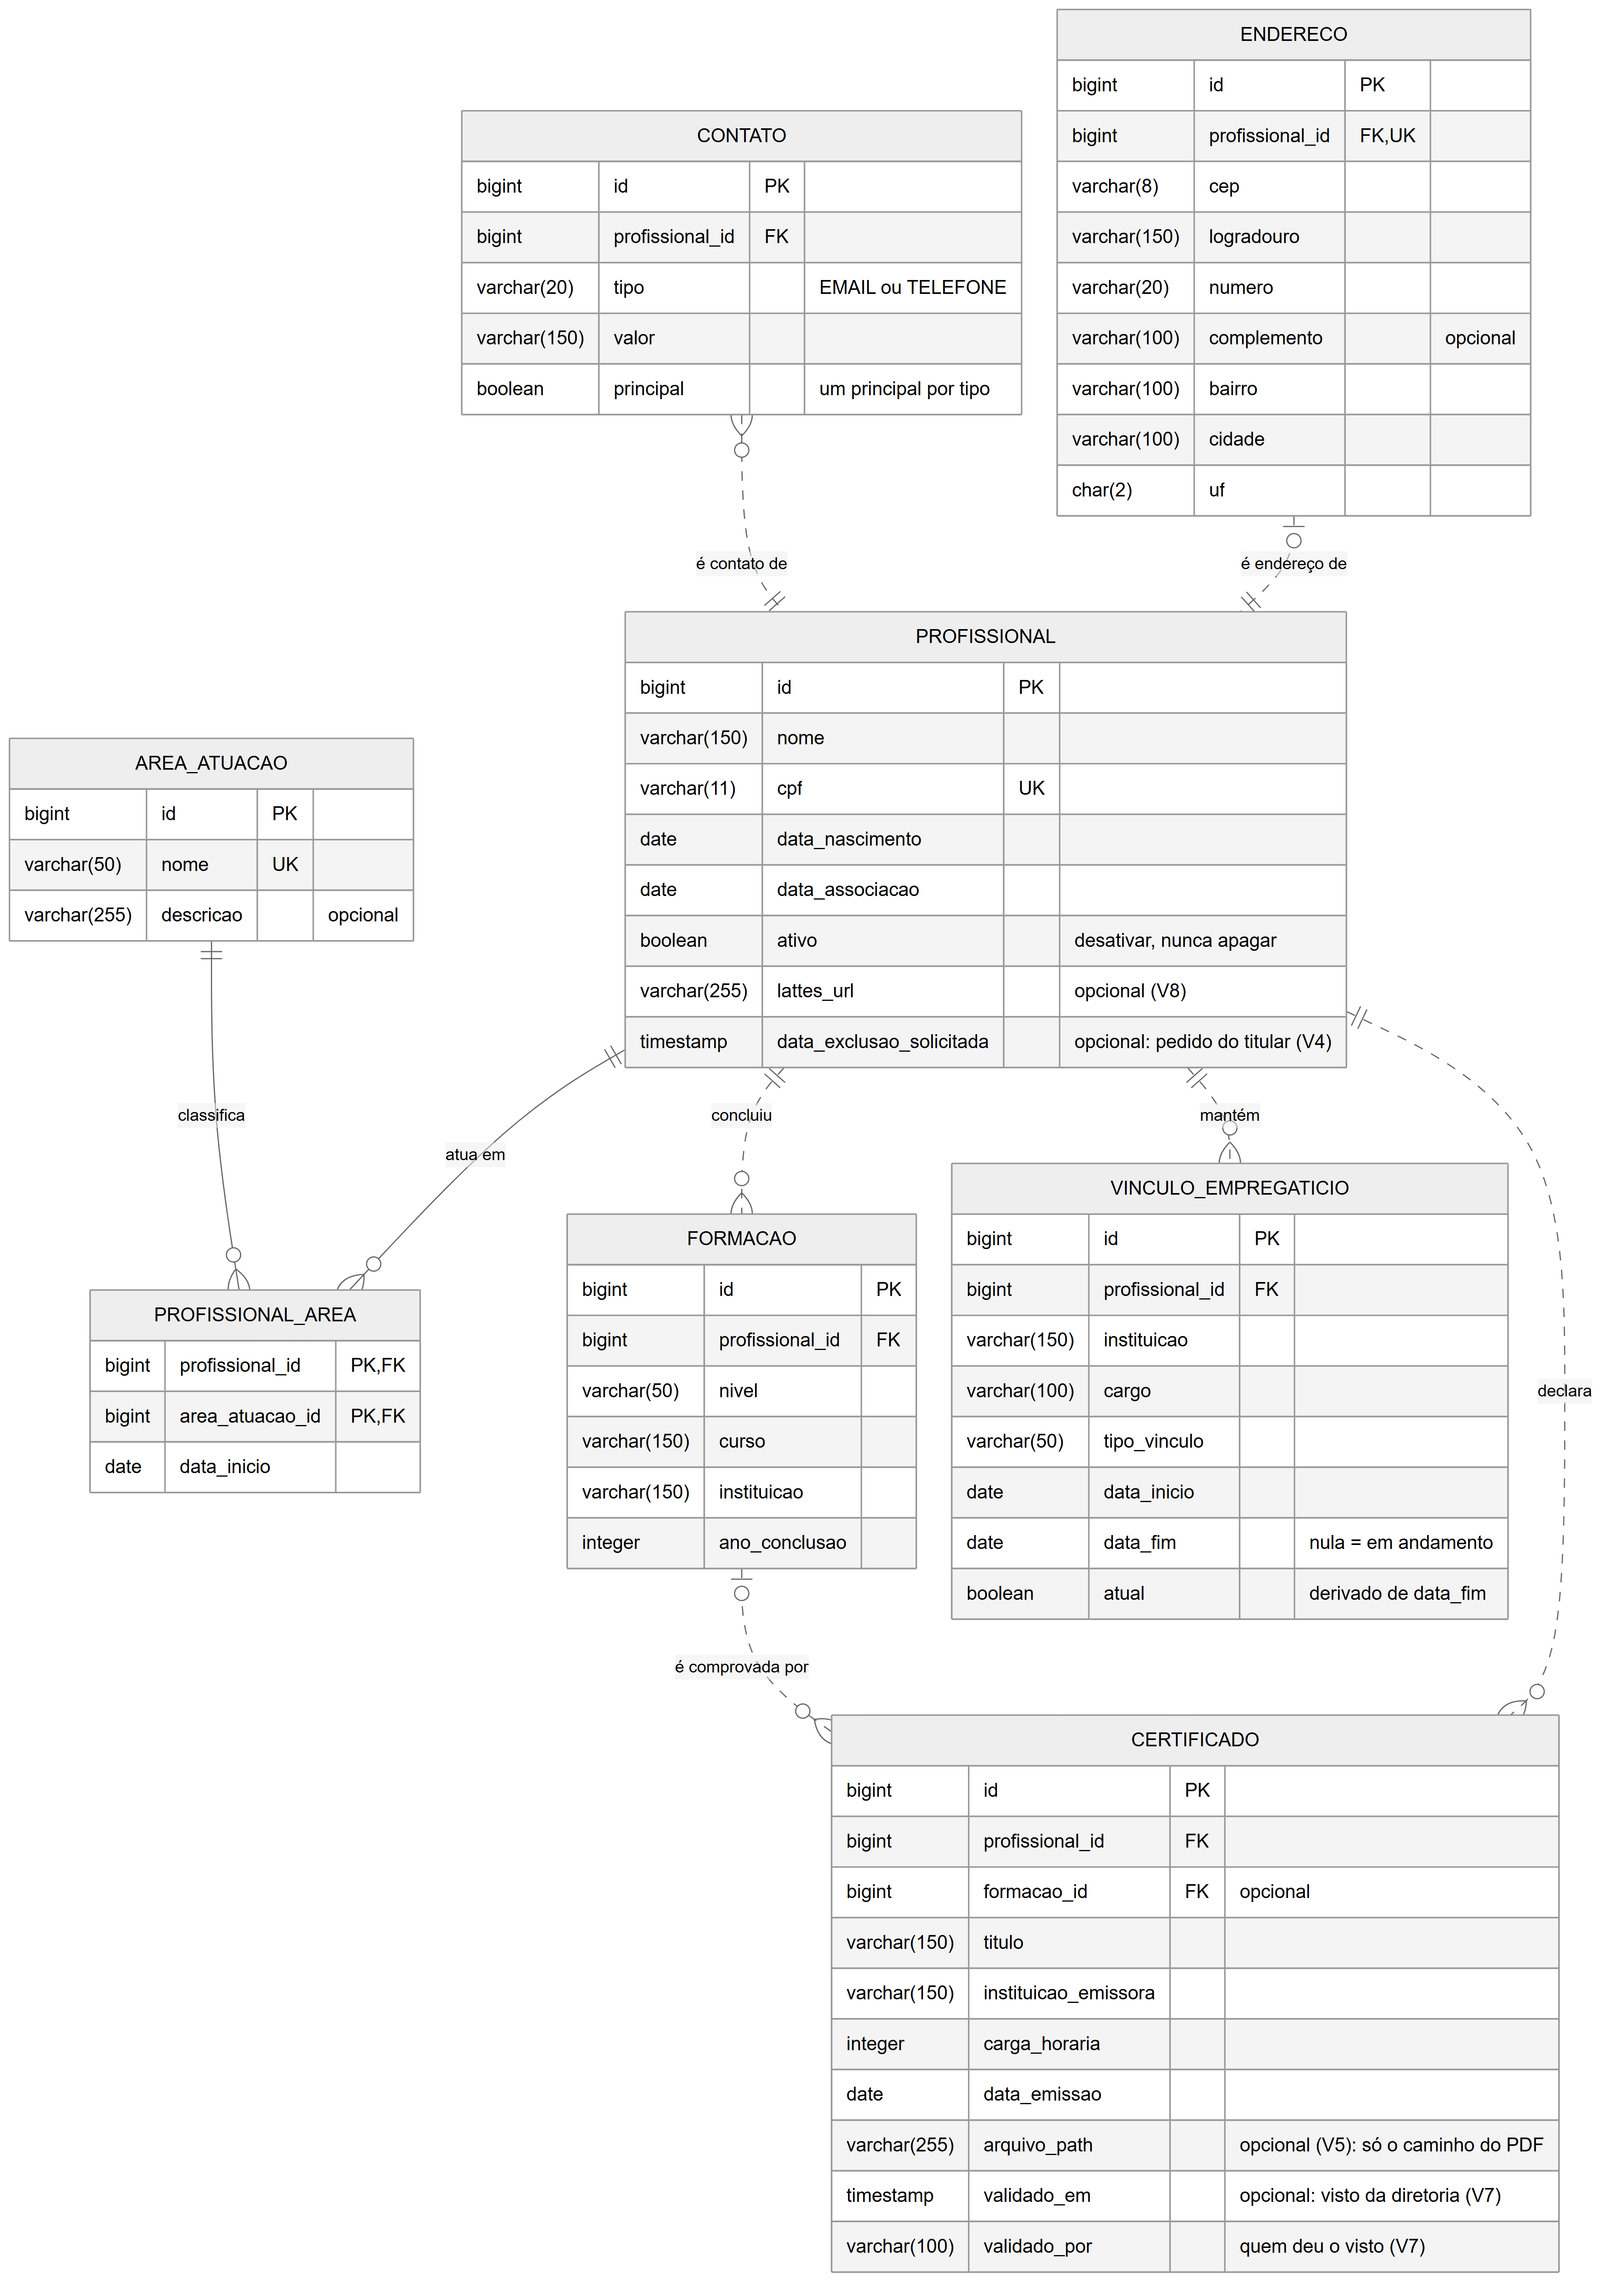 ENDERECO
bigint id PK
bigint profissional_id FK,UK
varchar(8) cep
varchar(150) logradouro
varchar(20) numero
varchar(100) complemento opcional
varchar(100) bairro
varchar(100) cidade
char(2) uf
CONTATO
bigint id PK
bigint profissional_id FK
varchar(20) tipo EMAIL ou TELEFONE
varchar(150) valor
boolean principal um principal por tipo
é contato de
é endereço de
PROFISSIONAL
bigint id PK
varchar(150) nome
varchar(11) cpf UK
date data_nascimento
date data_associacao
boolean ativo desativar, nunca apagar
varchar(255) lattes_url opcional (V8)
timestamp data_exclusao_solicitada opcional: pedido do titular (V4)
AREA_ATUACAO
bigint id PK
varchar(50) nome UK
varchar(255) descricao opcional
classifica
atua em
concluiu
mantém
declara
PROFISSIONAL_AREA
bigint profissional_id PK,FK
bigint area_atuacao_id PK,FK
date data_inicio
FORMACAO
bigint id PK
bigint profissional_id FK
varchar(50) nivel
varchar(150) curso
varchar(150) instituicao
integer ano_conclusao
VINCULO_EMPREGATICIO
bigint id PK
bigint profissional_id FK
varchar(150) instituicao
varchar(100) cargo
varchar(50) tipo_vinculo
date data_inicio
date data_fim nula = em andamento
boolean atual derivado de data_fim
é comprovada por
CERTIFICADO
bigint id PK
bigint profissional_id FK
bigint formacao_id FK opcional
varchar(150) titulo
varchar(150) instituicao_emissora
integer carga_horaria
date data_emissao
varchar(255) arquivo_path opcional (V5): só o caminho do PDF
timestamp validado_em opcional: visto da diretoria (V7)
varchar(100) validado_por quem deu o visto (V7)